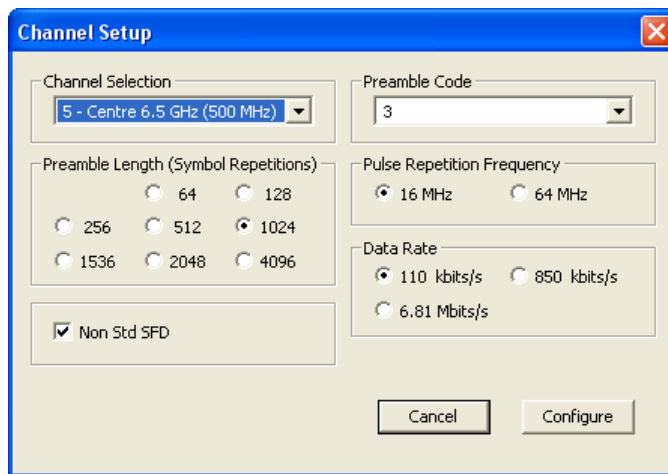 Channel Setup
Channel Selection
5 - Centre 6.5 GHz (500 MHz)
Preamble Code
3
Preamble Length (Symbol Repetitions)
64 128
256 512 1024
1536 2048 4096
Pulse Repetition Frequency
16 MHz 64 MHz
Data Rate
110 kbits/s 850 kbits/s
6.81 Mbits/s
Non Std SFD
Cancel Configure